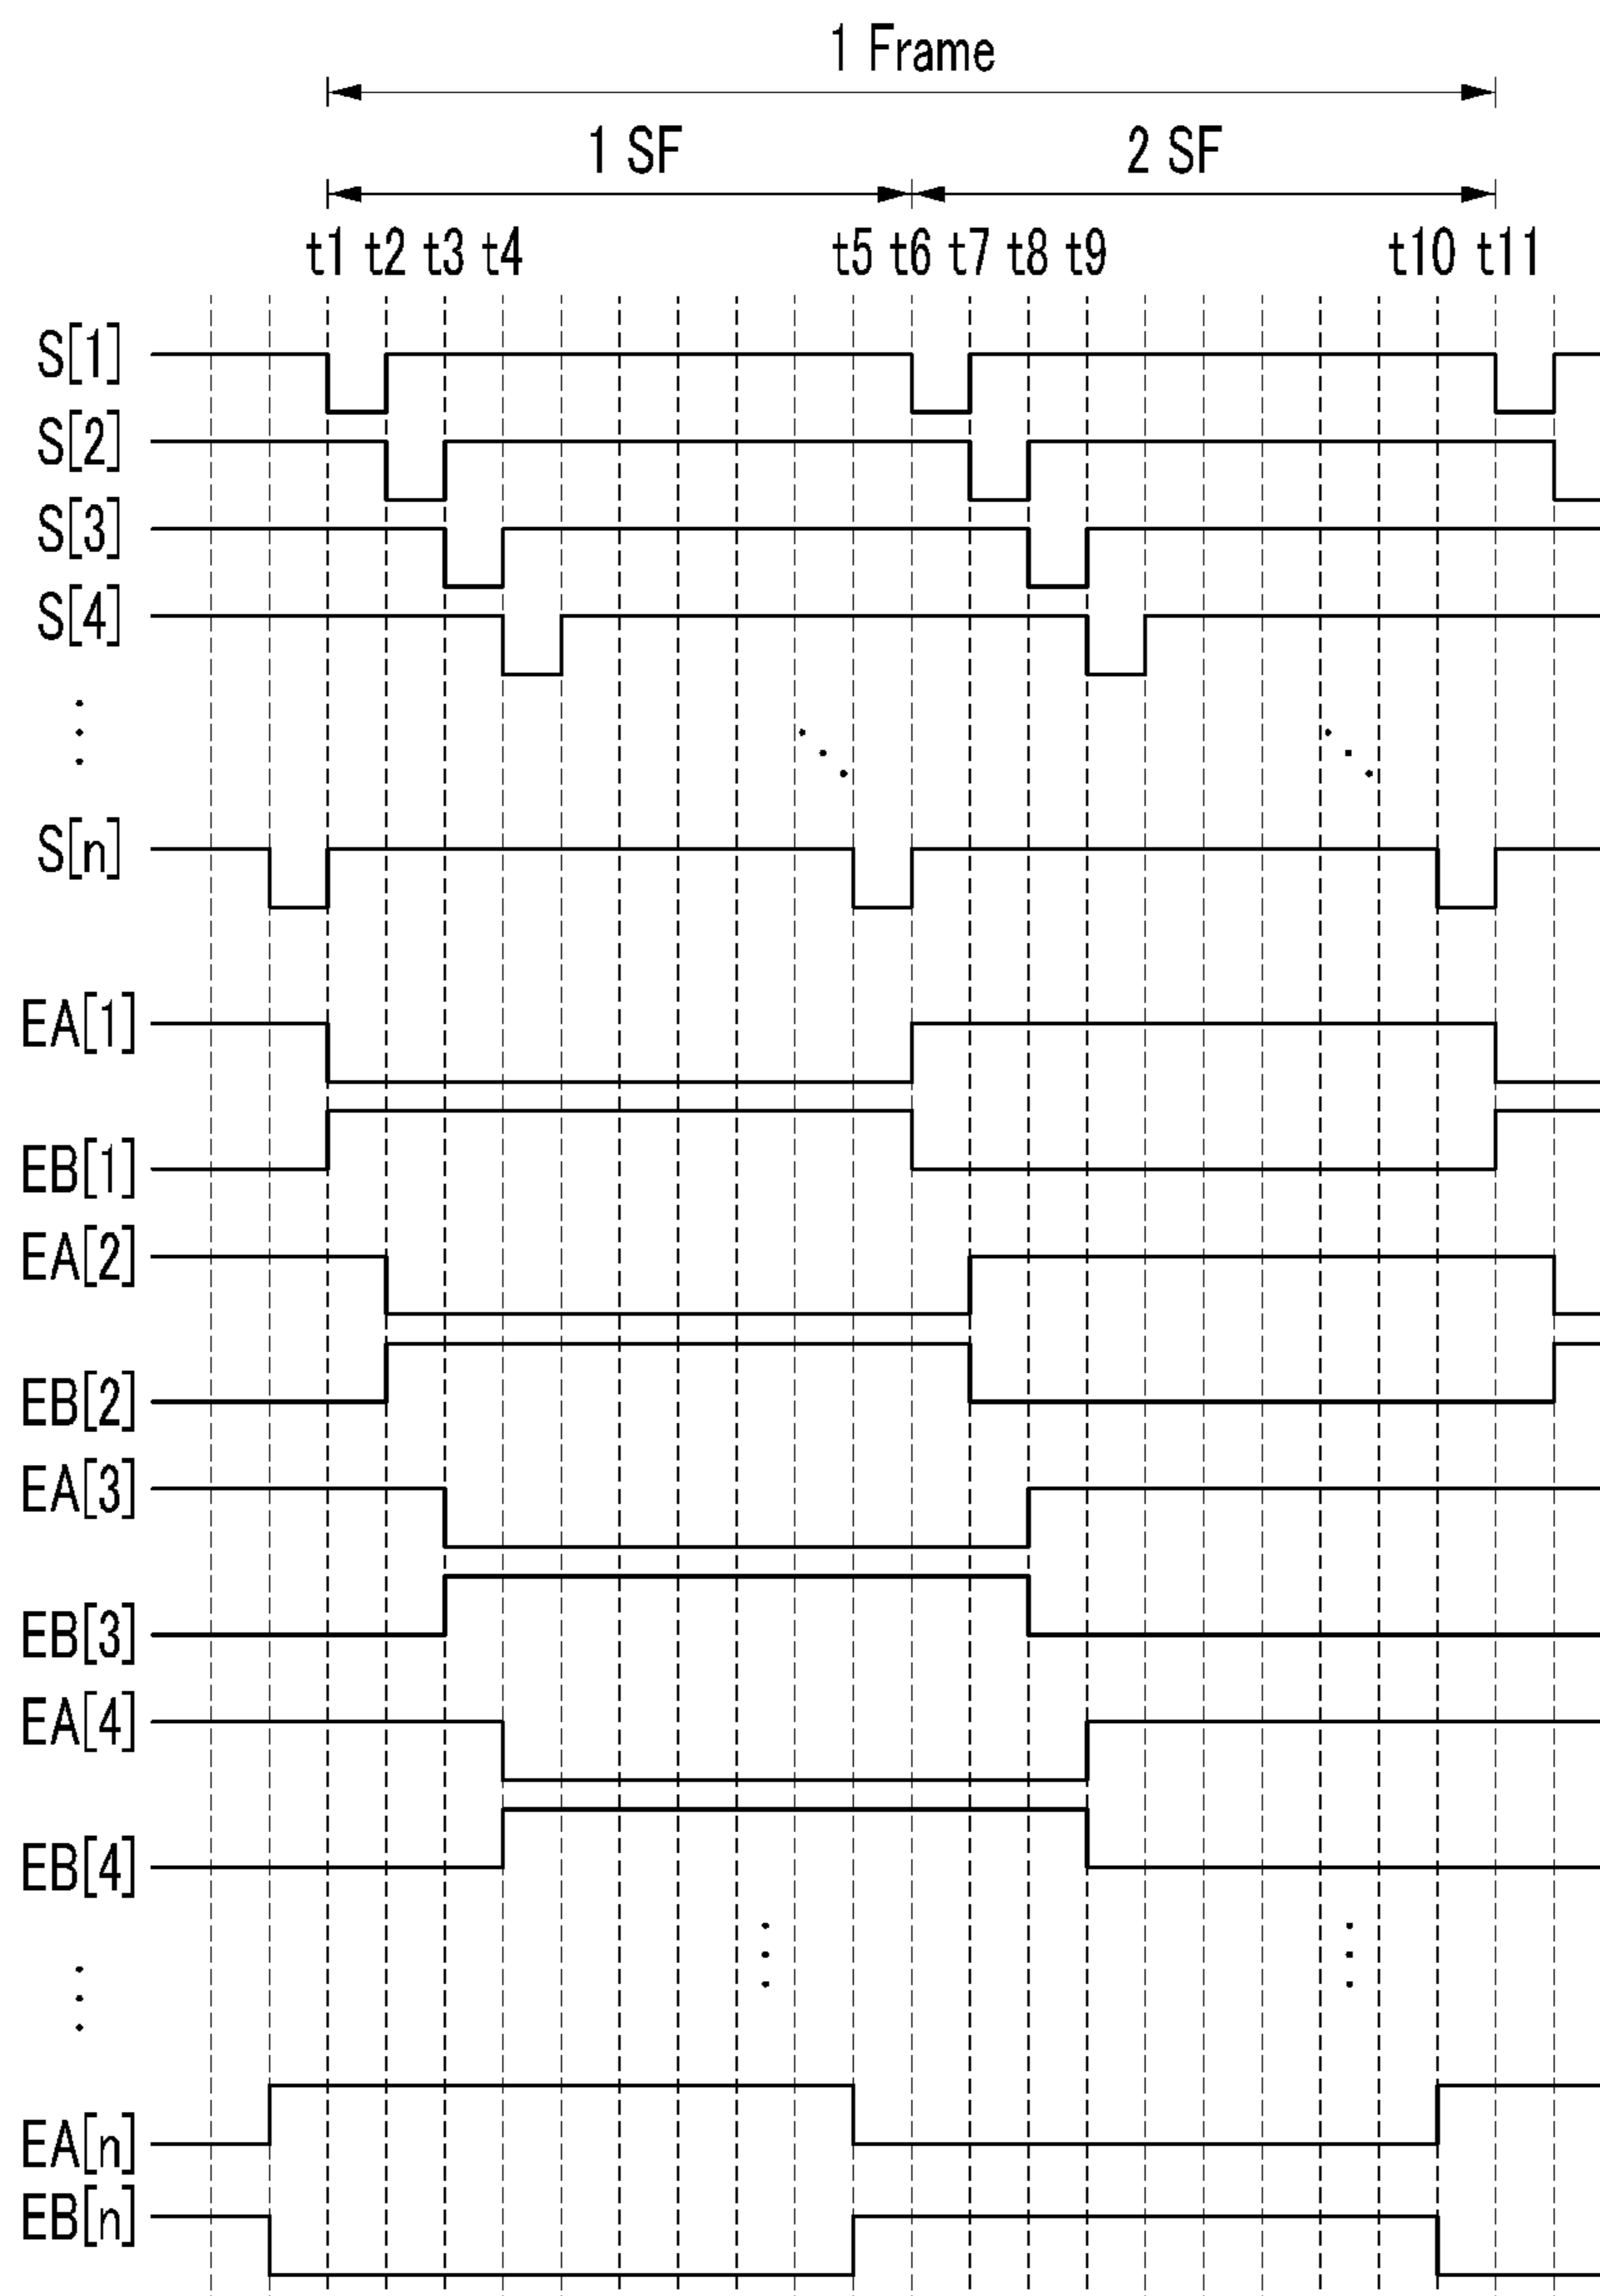 1 Frame
1 SF 2 SF
t1 t2 t3 t4 t5 t6 t7 t8 t9 t10 t11
S[1]
S[2]
S[3]
S[4]
S[n]
EA[1]
EB[1]
EA[2]
EB[2]
EA[3]
EB[3]
EA[4]
EB[4]
EA[n]
EB[n]